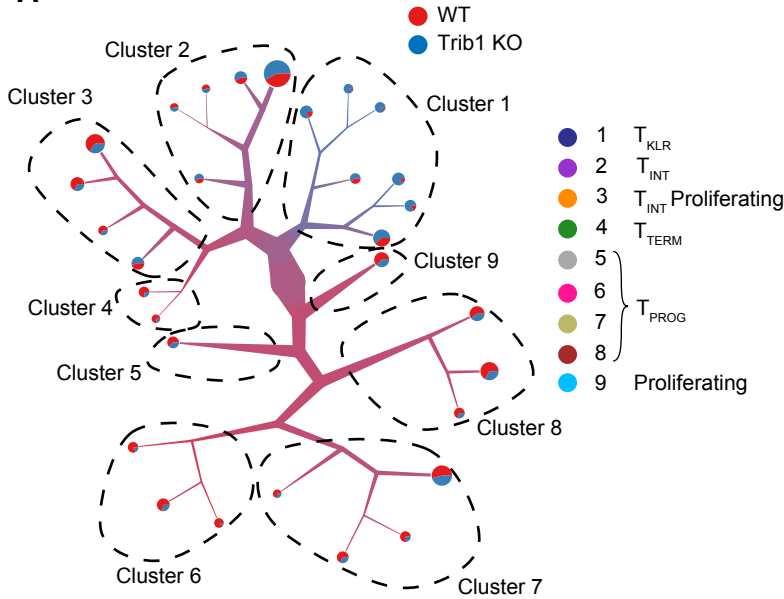 WT
Trib1 KO
Cluster 2
Cluster 3
Cluster 1
1 TKLR
2 TINT
3 TINT Proliferating
4 TTERM
5
6
7
8
TPROG
9 Proliferating
Cluster 9
Cluster 4
Cluster 5
Cluster 8
Cluster 6
Cluster 7